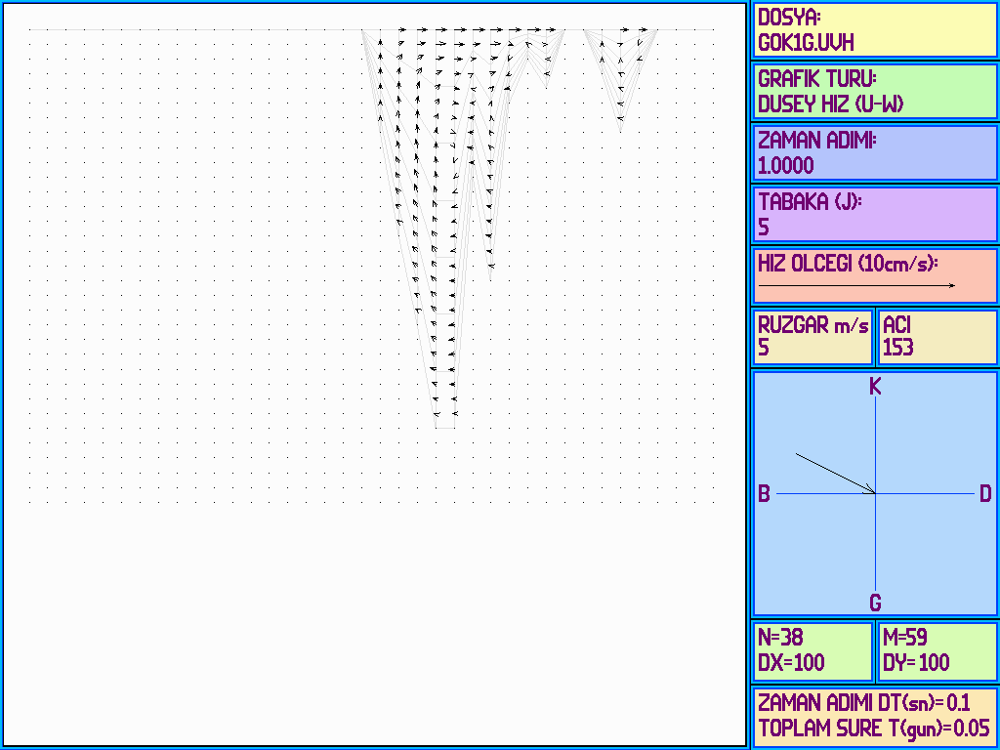 DOSYA:
GOK1G.UVH
GRAFIK TURU:
DUSEY HIZ (U-W)
ZAMAN ADIMI:
1.0000
TABAKA (J):
5
HIZ OLCEGI (10cm/s):
RUZGAR m/s
5
ACI
153
K
B
D
G
N=38
DX=100
M=59
DY=100
ZAMAN ADIMI DT(sn)=0.1
TOPLAM SURE T(gun)=0.05